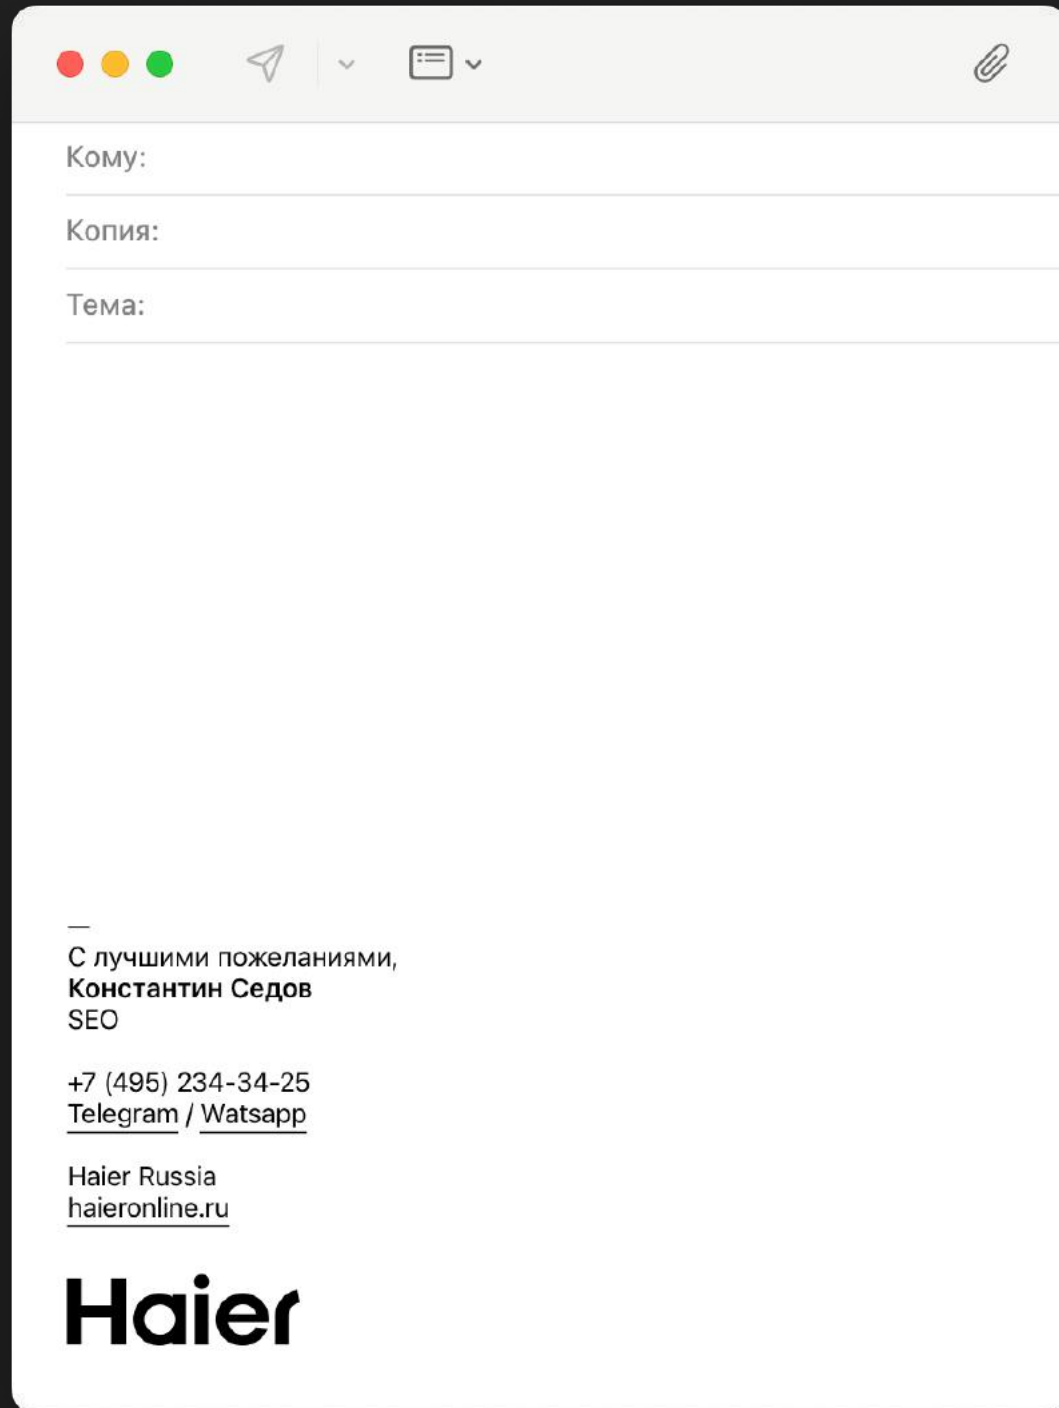 Кому:
Копия:
Тема:
—
С лучшими пожеланиями,
Константин Седов
SEO
+7 (495) 234-34-25
Telegram / Watsapp
Haier Russia
haieronline.ru
Haier